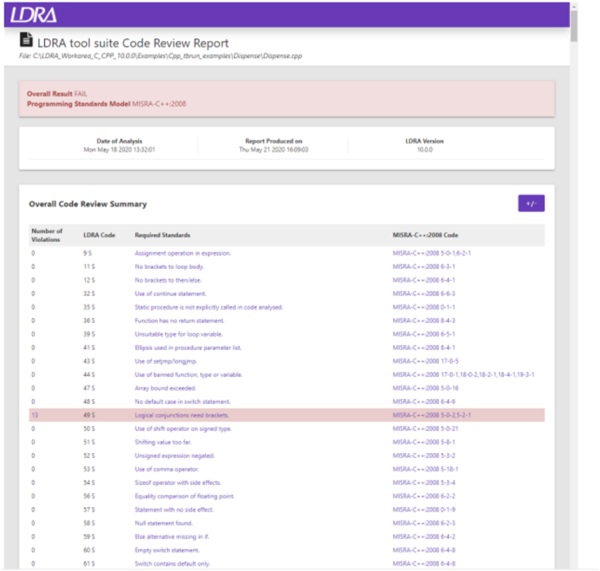 LDRA
LDRA tool suite Code Review Report
File: C:\LDRA_Workarea_C_CPP_10.0.0\Examples\Cpp_tbrun_examples\Dispense\Dispense.cpp
Overall Result FAIL
Programming Standards Model MISRA-C++:2008
Date of Analysis Report Produced on LDRA Version
Mon May 18 2020 13:32:01 Thu May 21 2020 16:09:03 10.0.0
Overall Code Review Summary +/-
Number of Violations LDRA Code Required Standards MISRA-C++:2008 Code
0 9 S Assignment operation in expression. MISRA-C++:2008 5-0-1,6-2-1
0 11 S No brackets to loop body. MISRA-C++:2008 6-3-1
0 12 S No brackets to then/else. MISRA-C++:2008 6-4-1
0 32 S Use of continue statement. MISRA-C++:2008 6-6-3
0 35 S Static procedure is not explicitly called in code analysed. MISRA-C++:2008 0-1-1
0 36 S Function has no return statement. MISRA-C++:2008 8-4-3
0 39 S Unsuitable type for loop variable. MISRA-C++:2008 6-5-1
0 41 S Ellipsis used in procedure parameter list. MISRA-C++:2008 8-4-1
0 43 S Use of setjmp/longjmp. MISRA-C++:2008 17-0-5
0 44 S Use of banned function, type or variable. MISRA-C++:2008 17-0-1,18-0-2,18-2-1,18-4-1,19-3-1
0 47 S Array bound exceeded. MISRA-C++:2008 5-0-16
0 48 S No default case in switch statement. MISRA-C++:2008 6-4-6
13 49 S Logical conjunctions need brackets. MISRA-C++:2008 5-0-2,5-2-1
0 50 S Use of shift operator on signed type. MISRA-C++:2008 5-0-21
0 51 S Shifting value too far. MISRA-C++:2008 5-8-1
0 52 S Unsigned expression negated. MISRA-C++:2008 5-3-2
0 53 S Use of comma operator. MISRA-C++:2008 5-18-1
0 54 S Sizeof operator with side effects. MISRA-C++:2008 5-3-4
0 56 S Equality comparison of floating point. MISRA-C++:2008 6-2-2
0 57 S Statement with no side effect. MISRA-C++:2008 0-1-9
0 58 S Null statement found. MISRA-C++:2008 6-2-3
0 59 S Else alternative missing in if. MISRA-C++:2008 6-4-2
0 60 S Empty switch statement. MISRA-C++:2008 6-4-8
0 61 S Switch contains default only. MISRA-C++:2008 6-4-8